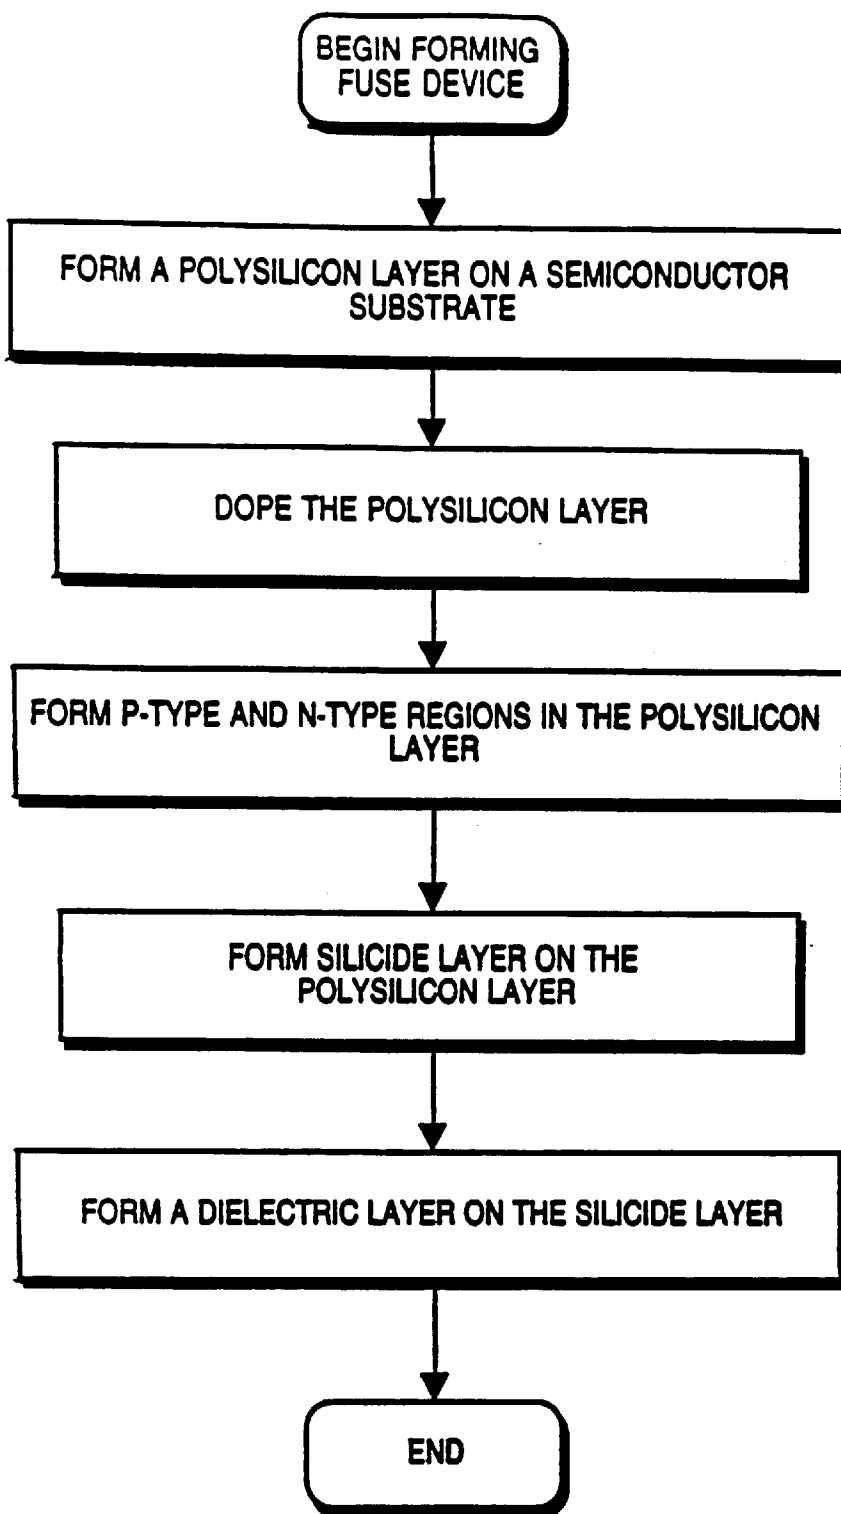 BEGIN FORMING
FUSE DEVICE
FORM A POLYSILICON LAYER ON A SEMICONDUCTOR
SUBSTRATE
DOPE THE POLYSILICON LAYER
FORM P-TYPE AND N-TYPE REGIONS IN THE POLYSILICON
LAYER
FORM SILICIDE LAYER ON THE
POLYSILICON LAYER
FORM A DIELECTRIC LAYER ON THE SILICIDE LAYER
END